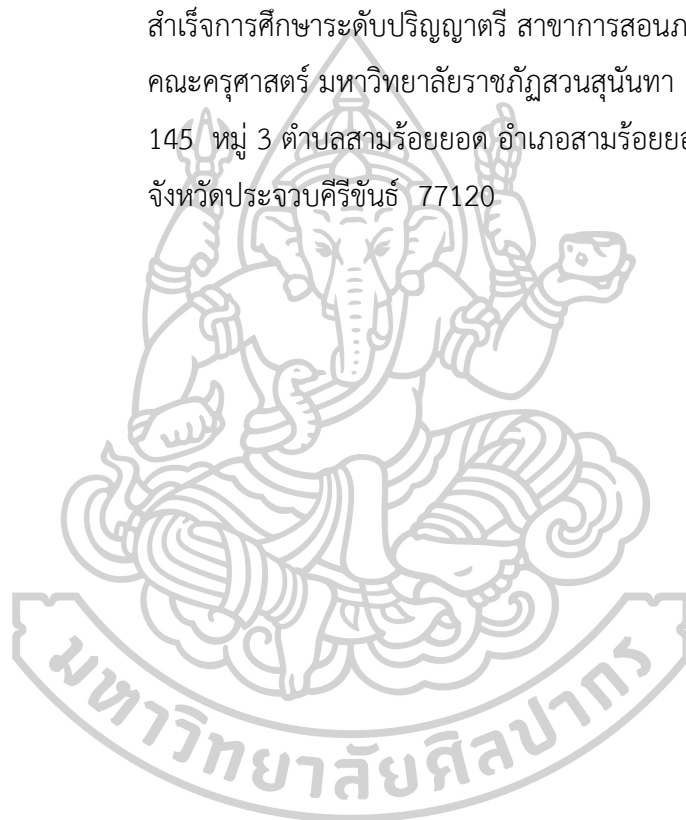 สำเร็จการศึกษาระดับปริญญาตรี สาขาการสอน
คณะครุศาสตร์ มหาวิทยาลัยราชภัฏสวนสุนันทา
145 หมู่ 3 ตำบลสามร้อยยอด อำเภอสามร้อยย
จังหวัดประจวบคีรีขันธ์ 77120
มหาวิทยาลัยศิลปากร